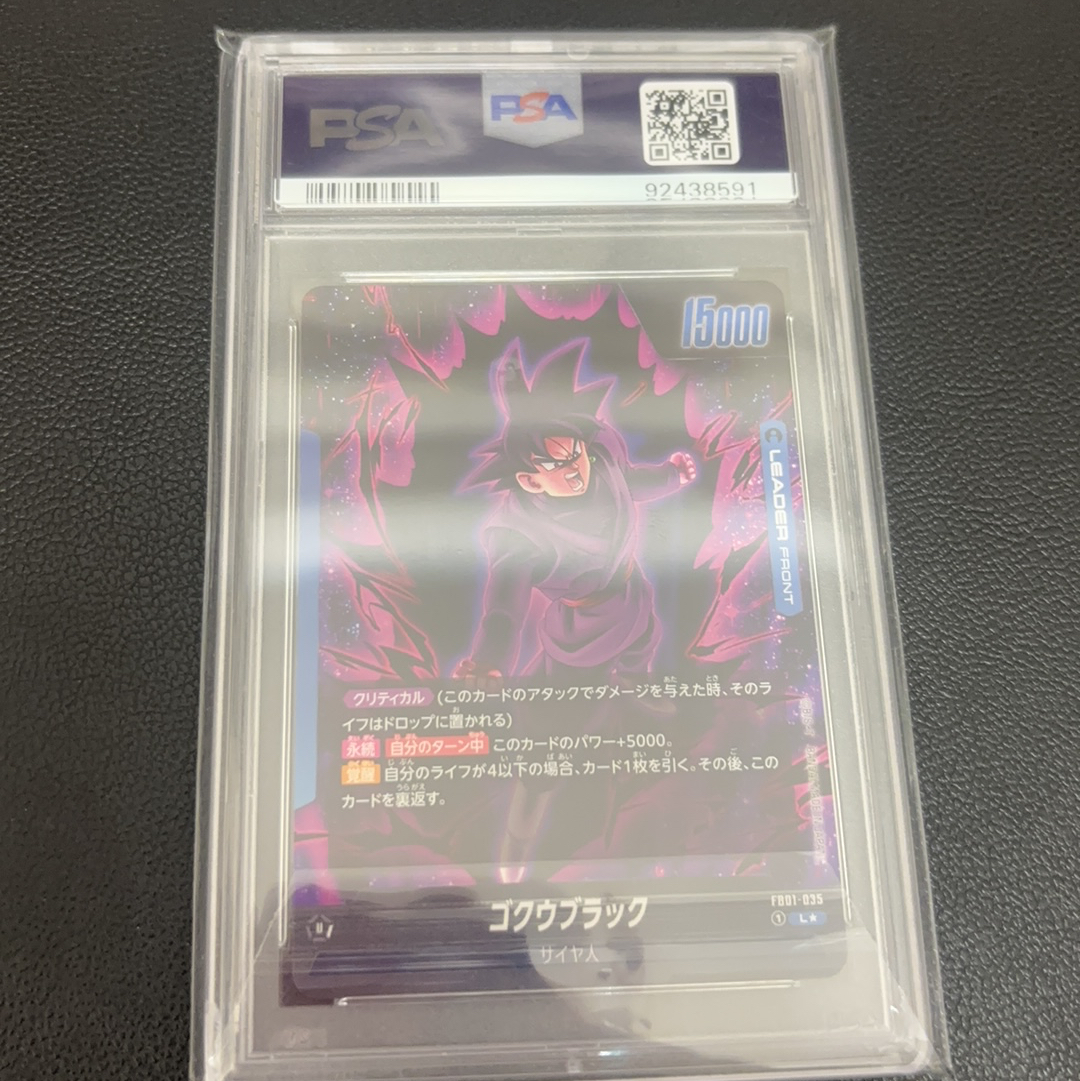 PSA PSA
92438591
15000
LEADER FRONT
クリティカル (このカードのアタックでダメージを与えた時、そのラ
イフはドロップに置かれる)
永続 自分のターン中 このカードのパワー+5000。
覚醒 自分のライフが4以下の場合、カード1枚を引く。その後、この
カードを裏返す。
FB01-035
ゴクウブラック
1 L★
サイヤ人